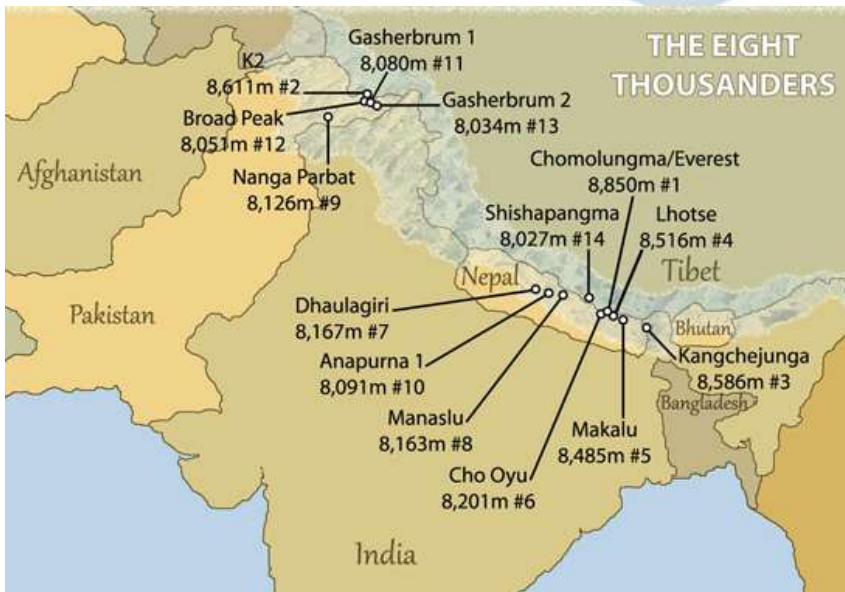 THE EIGHT
THOUSANDERS
Gasherbrum 1
8,080m #11
K2
8,611m #2
Gasherbrum 2
8,034m #13
Broad Peak
8,051m #12
Nanga Parbat
8,126m #9
Afghanistan
Chomolungma/Everest
8,850m #1
Shishapangma
8,027m #14
Lhotse
8,516m #4
Tibet
Nepal
Pakistan
Dhaulagiri
8,167m #7
Bhutan
Anapurna 1
8,091m #10
Kangchejunga
8,586m #3
Bangladesh
Manaslu
8,163m #8
Makalu
8,485m #5
Cho Oyu
8,201m #6
India